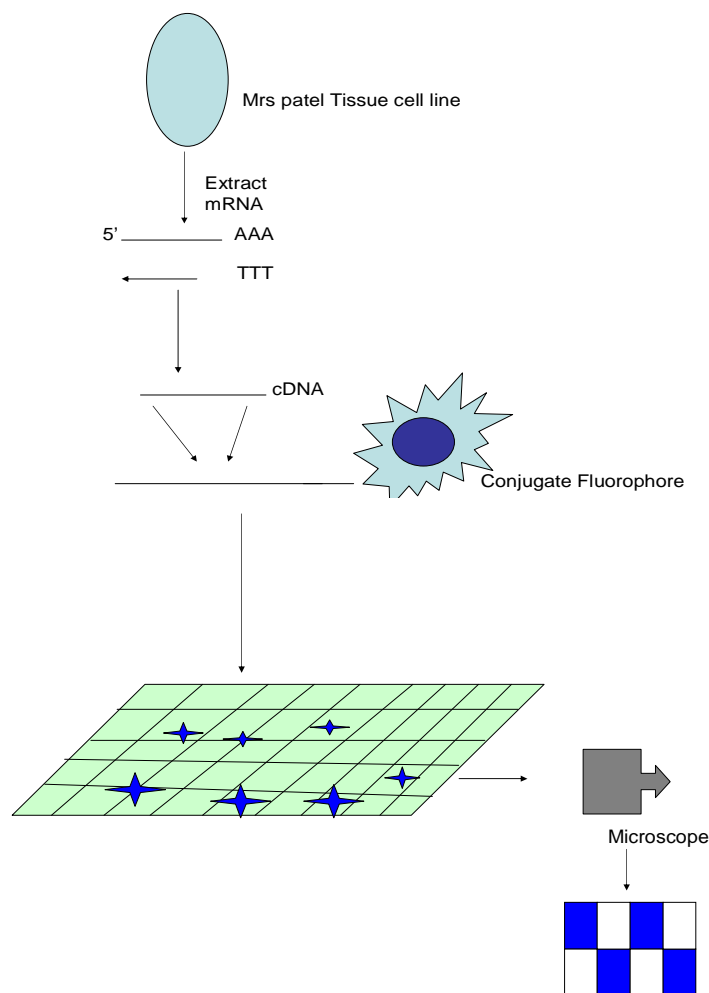 Mrs patel Tissue cell line
Extract
mRNA
5’ AAA
TTT
cDNA
Conjugate Fluorophore
Microscope